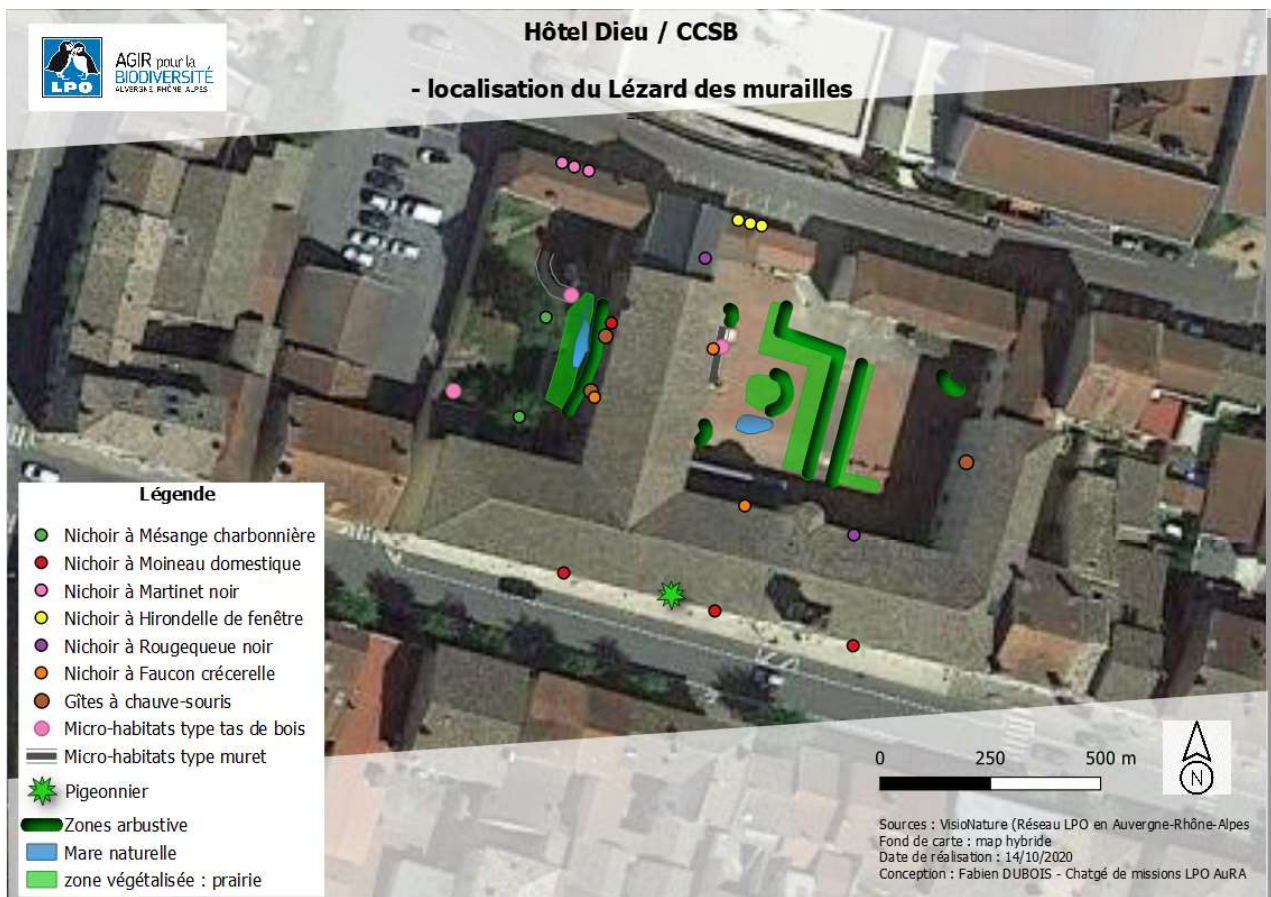 Hôtel Dieu / CCSB
- localisation du Lézard des murailles
LPO
AGIR pour la
BIODIVERSITÉ
AUVERGNE RHÔNE ALPES
Légende
Nichoir à Mésange charbonnière
Nichoir à Moineau domestique
Nichoir à Martinet noir
Nichoir à Hirondelle de fenêtre
Nichoir à Rougequeue noir
Nichoir à Faucon crécerelle
Gîtes à chauve-souris
Micro-habitats type tas de bois
Micro-habitats type muret
Pigeonnier
Zones arbustive
Mare naturelle
zone végétalisée : prairie
0 250 500 m
N
Sources : VisioNature (Réseau LPO en Auvergne-Rhône-Alpes
Fond de carte : map hybride
Date de réalisation : 14/10/2020
Conception : Fabien DUBOIS - Chatgé de missions LPO AuRA